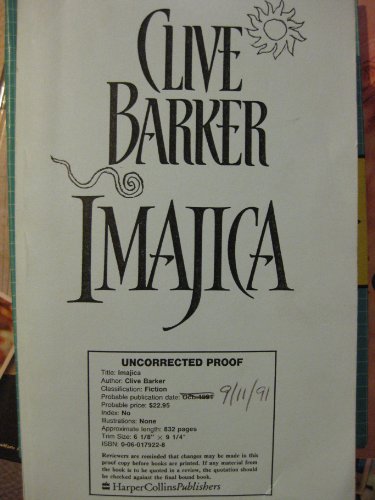 CLIVE
BARKER
IMAJICA
UNCORRECTED PROOF
Title: Imajica
Author: Clive Barker
Classification: Fiction
Probable publication date: Oct. 1991 9/11/91
Probable price: $22.95
Index: No
Illustrations: None
Approximate length: 832 pages
Trim Size: 6 1/8" × 9 1/4"
ISBN: 0-06-017922-8
Reviewers are reminded that changes may be made in this
proof copy before books are printed. If any material from
the book is to be quoted in a review, the quotation should
be checked against the final bound book.
HarperCollinsPublishers